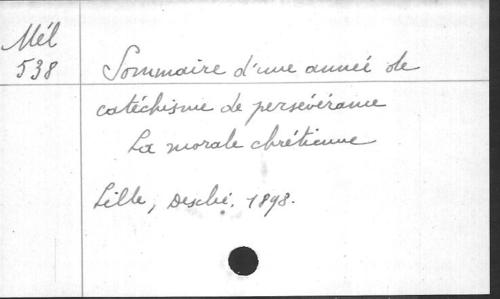 Mél
538
Sommaire d'une année de
catéchisme de persévérance
La morale chrétienne
Lille, Desclée. 1898.